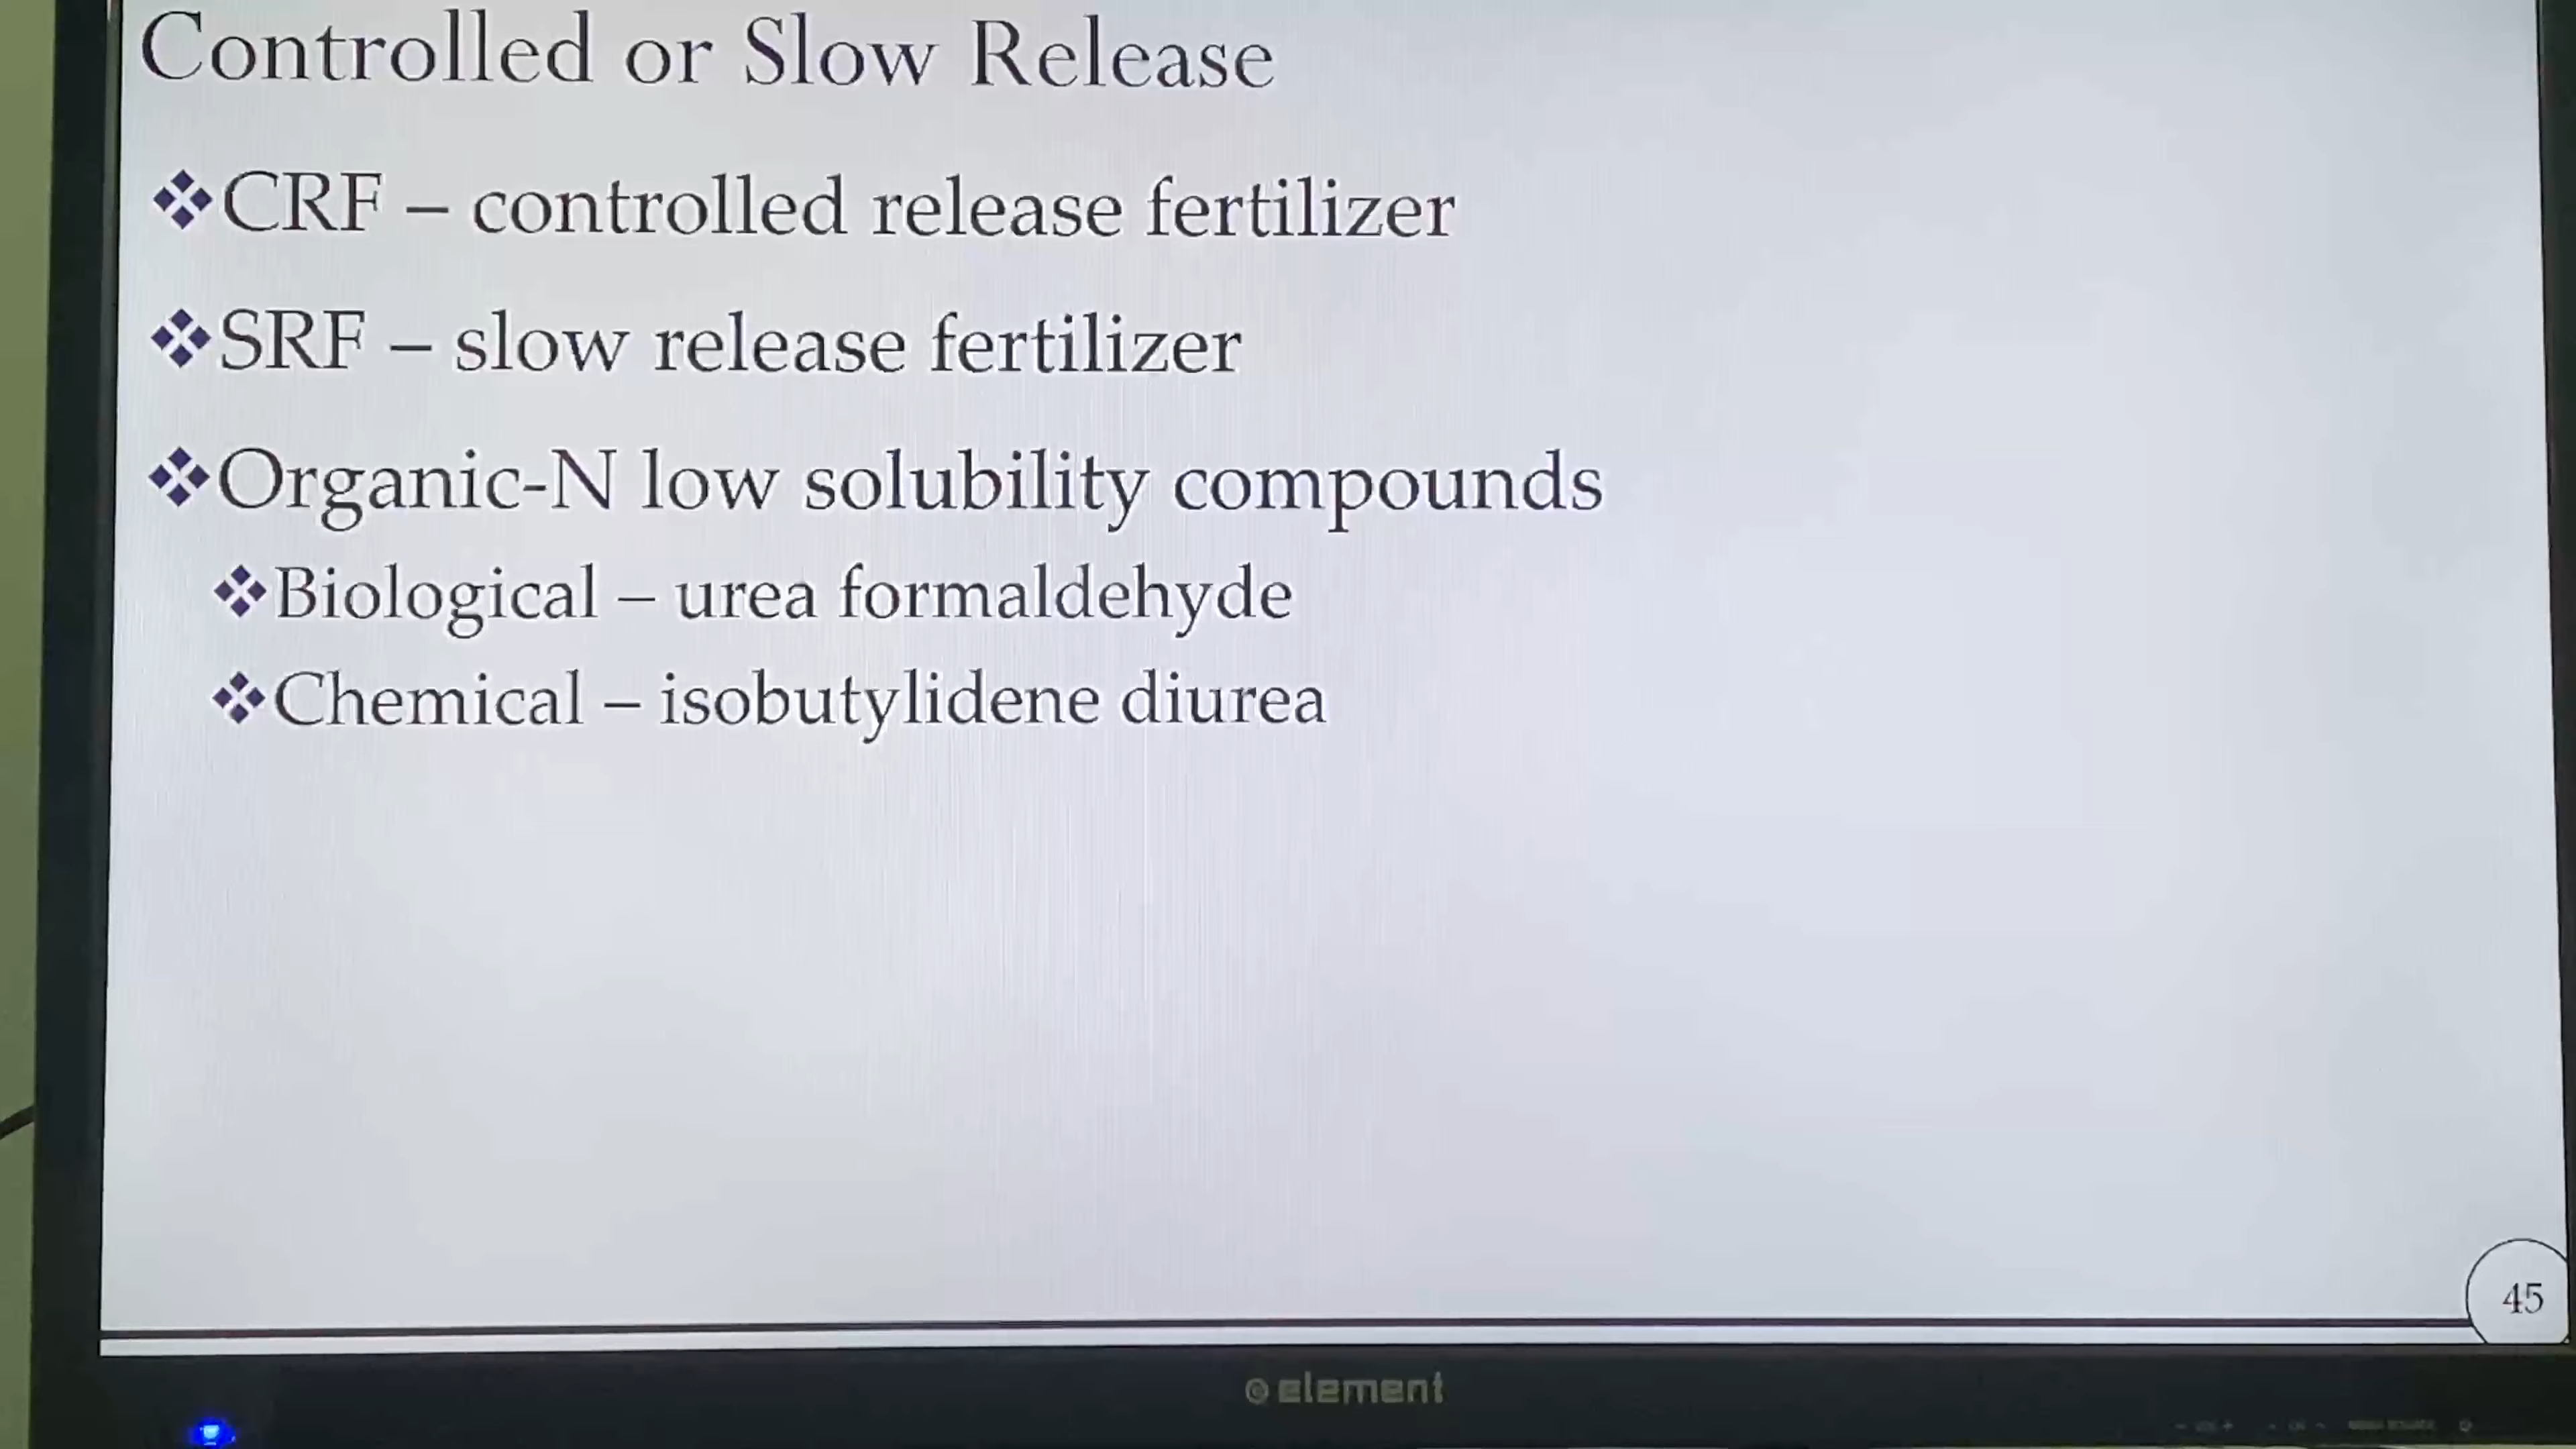 Controlled or Slow Release
❖CRF – controlled release fertilizer
❖SRF – slow release fertilizer
❖Organic-N low solubility compounds
❖Biological – urea formaldehyde
❖Chemical – isobutylidene diurea
45
element